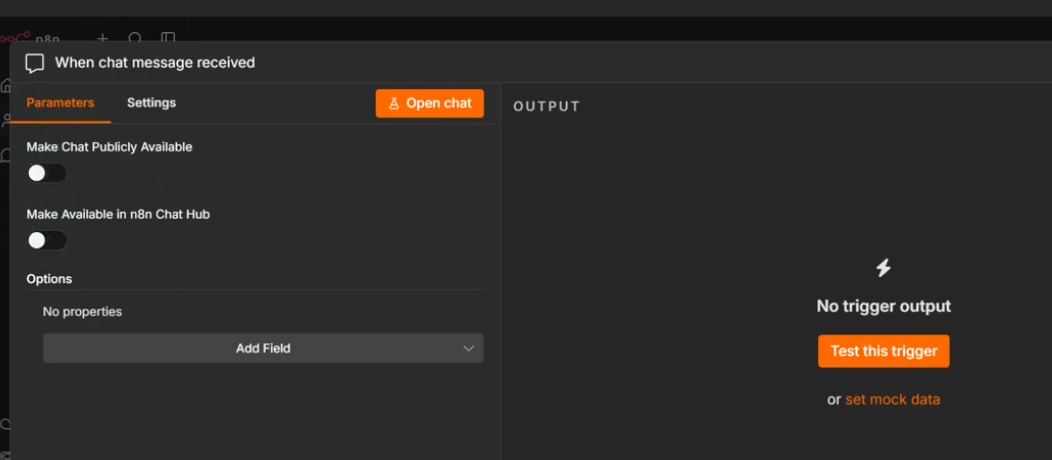 n8n
When chat message received
Parameters
Settings
Open chat
OUTPUT
Make Chat Publicly Available
Make Available in n8n Chat Hub
Options
No properties
Add Field
No trigger output
Test this trigger
or set mock data